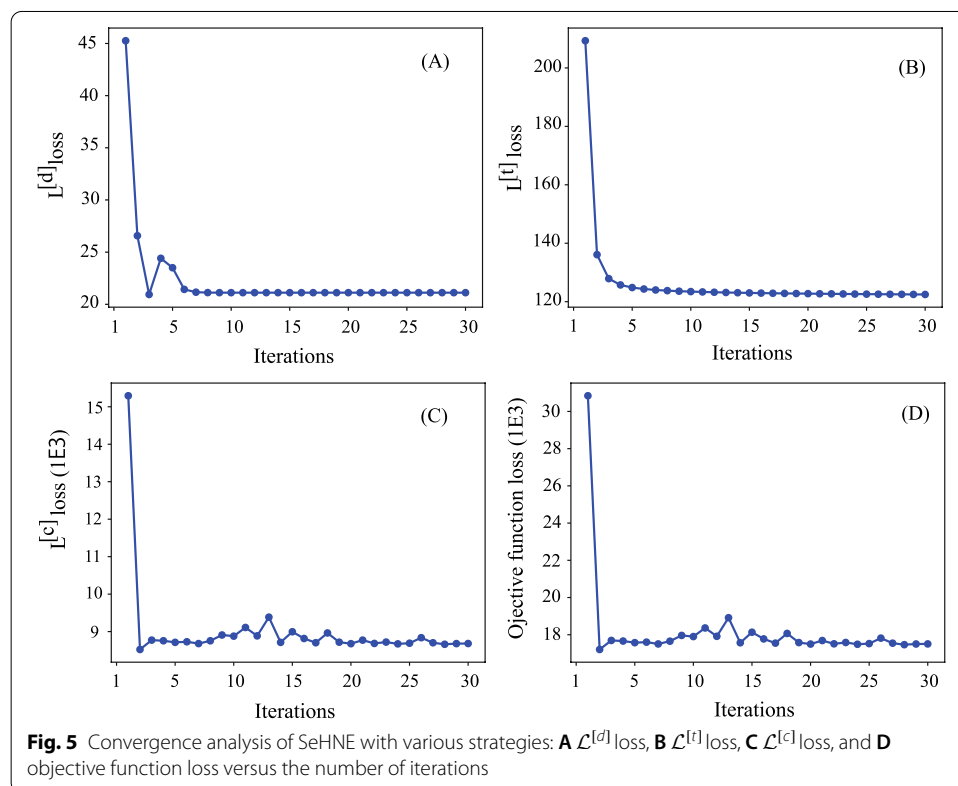 (A)
45
40
35
30
25
20
L[d] loss
1 5 10 15 20 25 30
Iterations
(B)
200
180
160
140
120
L[t] loss
1 5 10 15 20 25 30
Iterations
(C)
15
14
13
12
11
10
9
L[c] loss (1E3)
1 5 10 15 20 25 30
Iterations
(D)
30
28
26
24
22
20
18
Ojective function loss (1E3)
1 5 10 15 20 25 30
Iterations
Fig. 5 Convergence analysis of SeHNE with various strategies: A ℒ[d] loss, B ℒ[t] loss, C ℒ[c] loss, and D
objective function loss versus the number of iterations